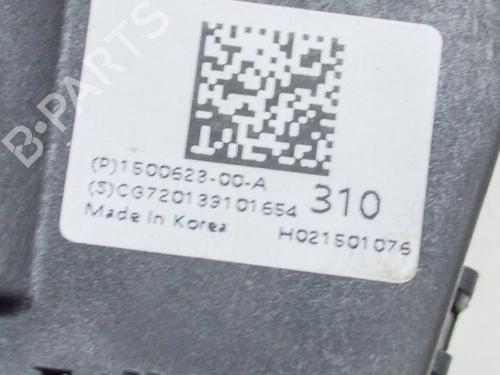 B-PARTS
(P)1500623-00-A
(S)CG720139101654 310
Made in Korea H021501076